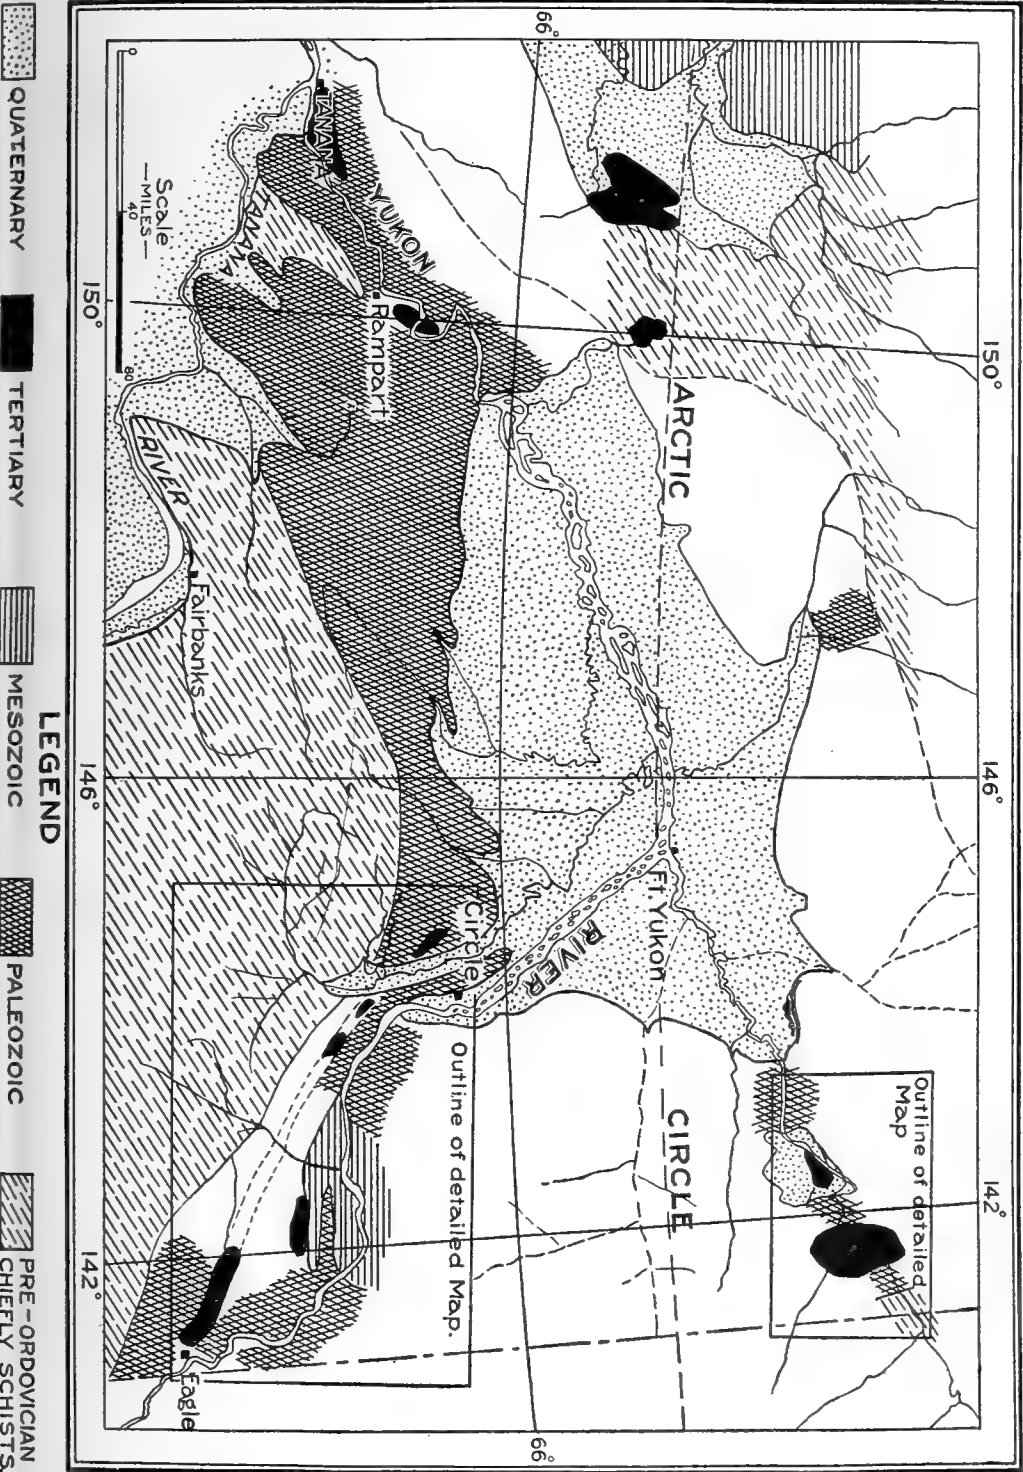 66°
150°
146°
142°
ARCTIC
CIRCLE
Outline of detailed
Map
Ft. Yukon
RIVER
YUKON
TANANA
Rampart
Circle
Outline of detailed Map.
TANANA
RIVER
Fairbanks
Eagle
Scale
—MILES—
0
40
80
150°
146°
142°
66°
LEGEND
QUATERNARY
TERTIARY
MESOZOIC
PALEOZOIC
PRE-ORDOVICIAN
CHIEFLY SCHISTS.